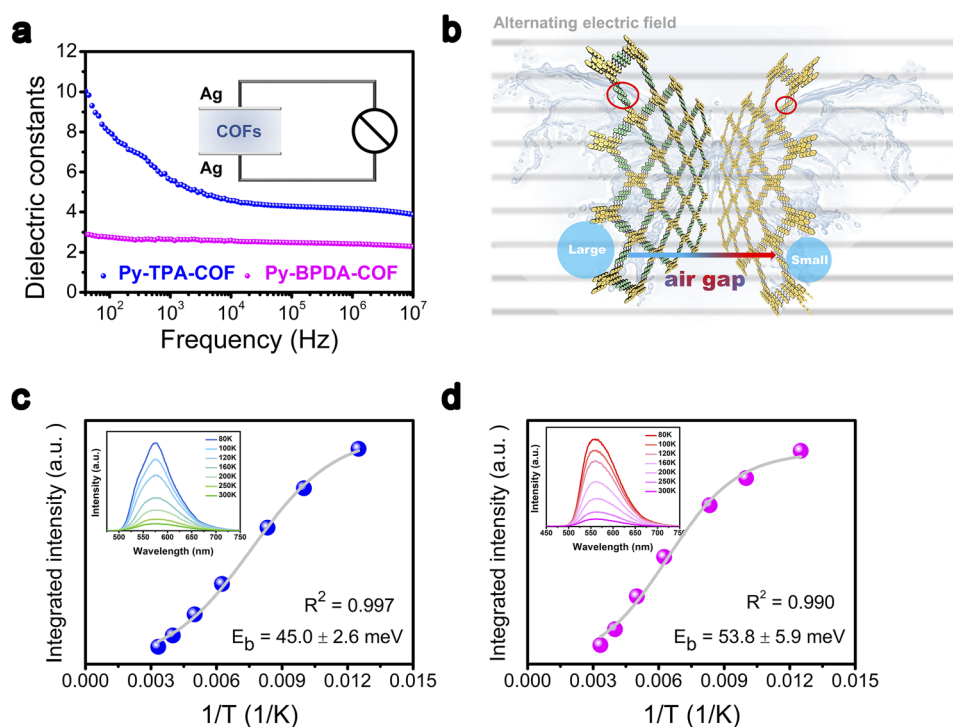 a
Dielectric constants
12
10
8
6
4
2
0
Ag
COFs
Ag
Py-TPA-COF
Py-BPDA-COF
10² 10³ 10⁴ 10⁵ 10⁶ 10⁷
Frequency (Hz)
b
Alternating electric field
Large
Small
air gap
c
Integrated intensity (a.u.)
Intensity (a.u.)
80K
100K
120K
160K
200K
250K
300K
500 550 600 650 700 750
Wavelength (nm)
R² = 0.997
E_b = 45.0 ± 2.6 meV
0.000 0.003 0.006 0.009 0.012 0.015
1/T (1/K)
d
Integrated intensity (a.u.)
Intensity (a.u.)
80K
100K
120K
160K
200K
250K
300K
450 500 550 600 650 700 750
Wavelength (nm)
R² = 0.990
E_b = 53.8 ± 5.9 meV
0.000 0.003 0.006 0.009 0.012 0.015
1/T (1/K)